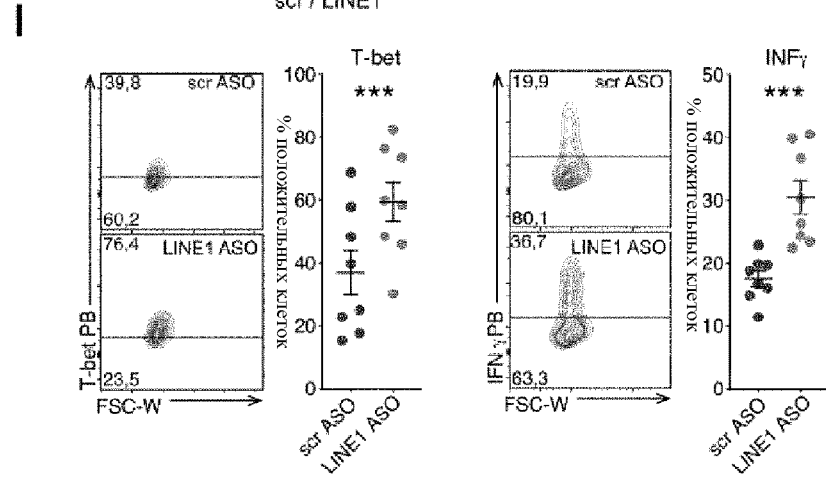 scr / LINE1
I
39,8 scr ASO
60,2
76,4 LINE1 ASO
23,5
T-bet PB
FSC-W
T-bet
***
% положительных клеток
100
80
60
40
20
0
scr ASO
LINE1 ASO
19,9 scr ASO
80,1
36,7 LINE1 ASO
63,3
IFN γ PB
FSC-W
INFγ
***
% положительных клеток
50
40
30
20
10
0
scr ASO
LINE1 ASO